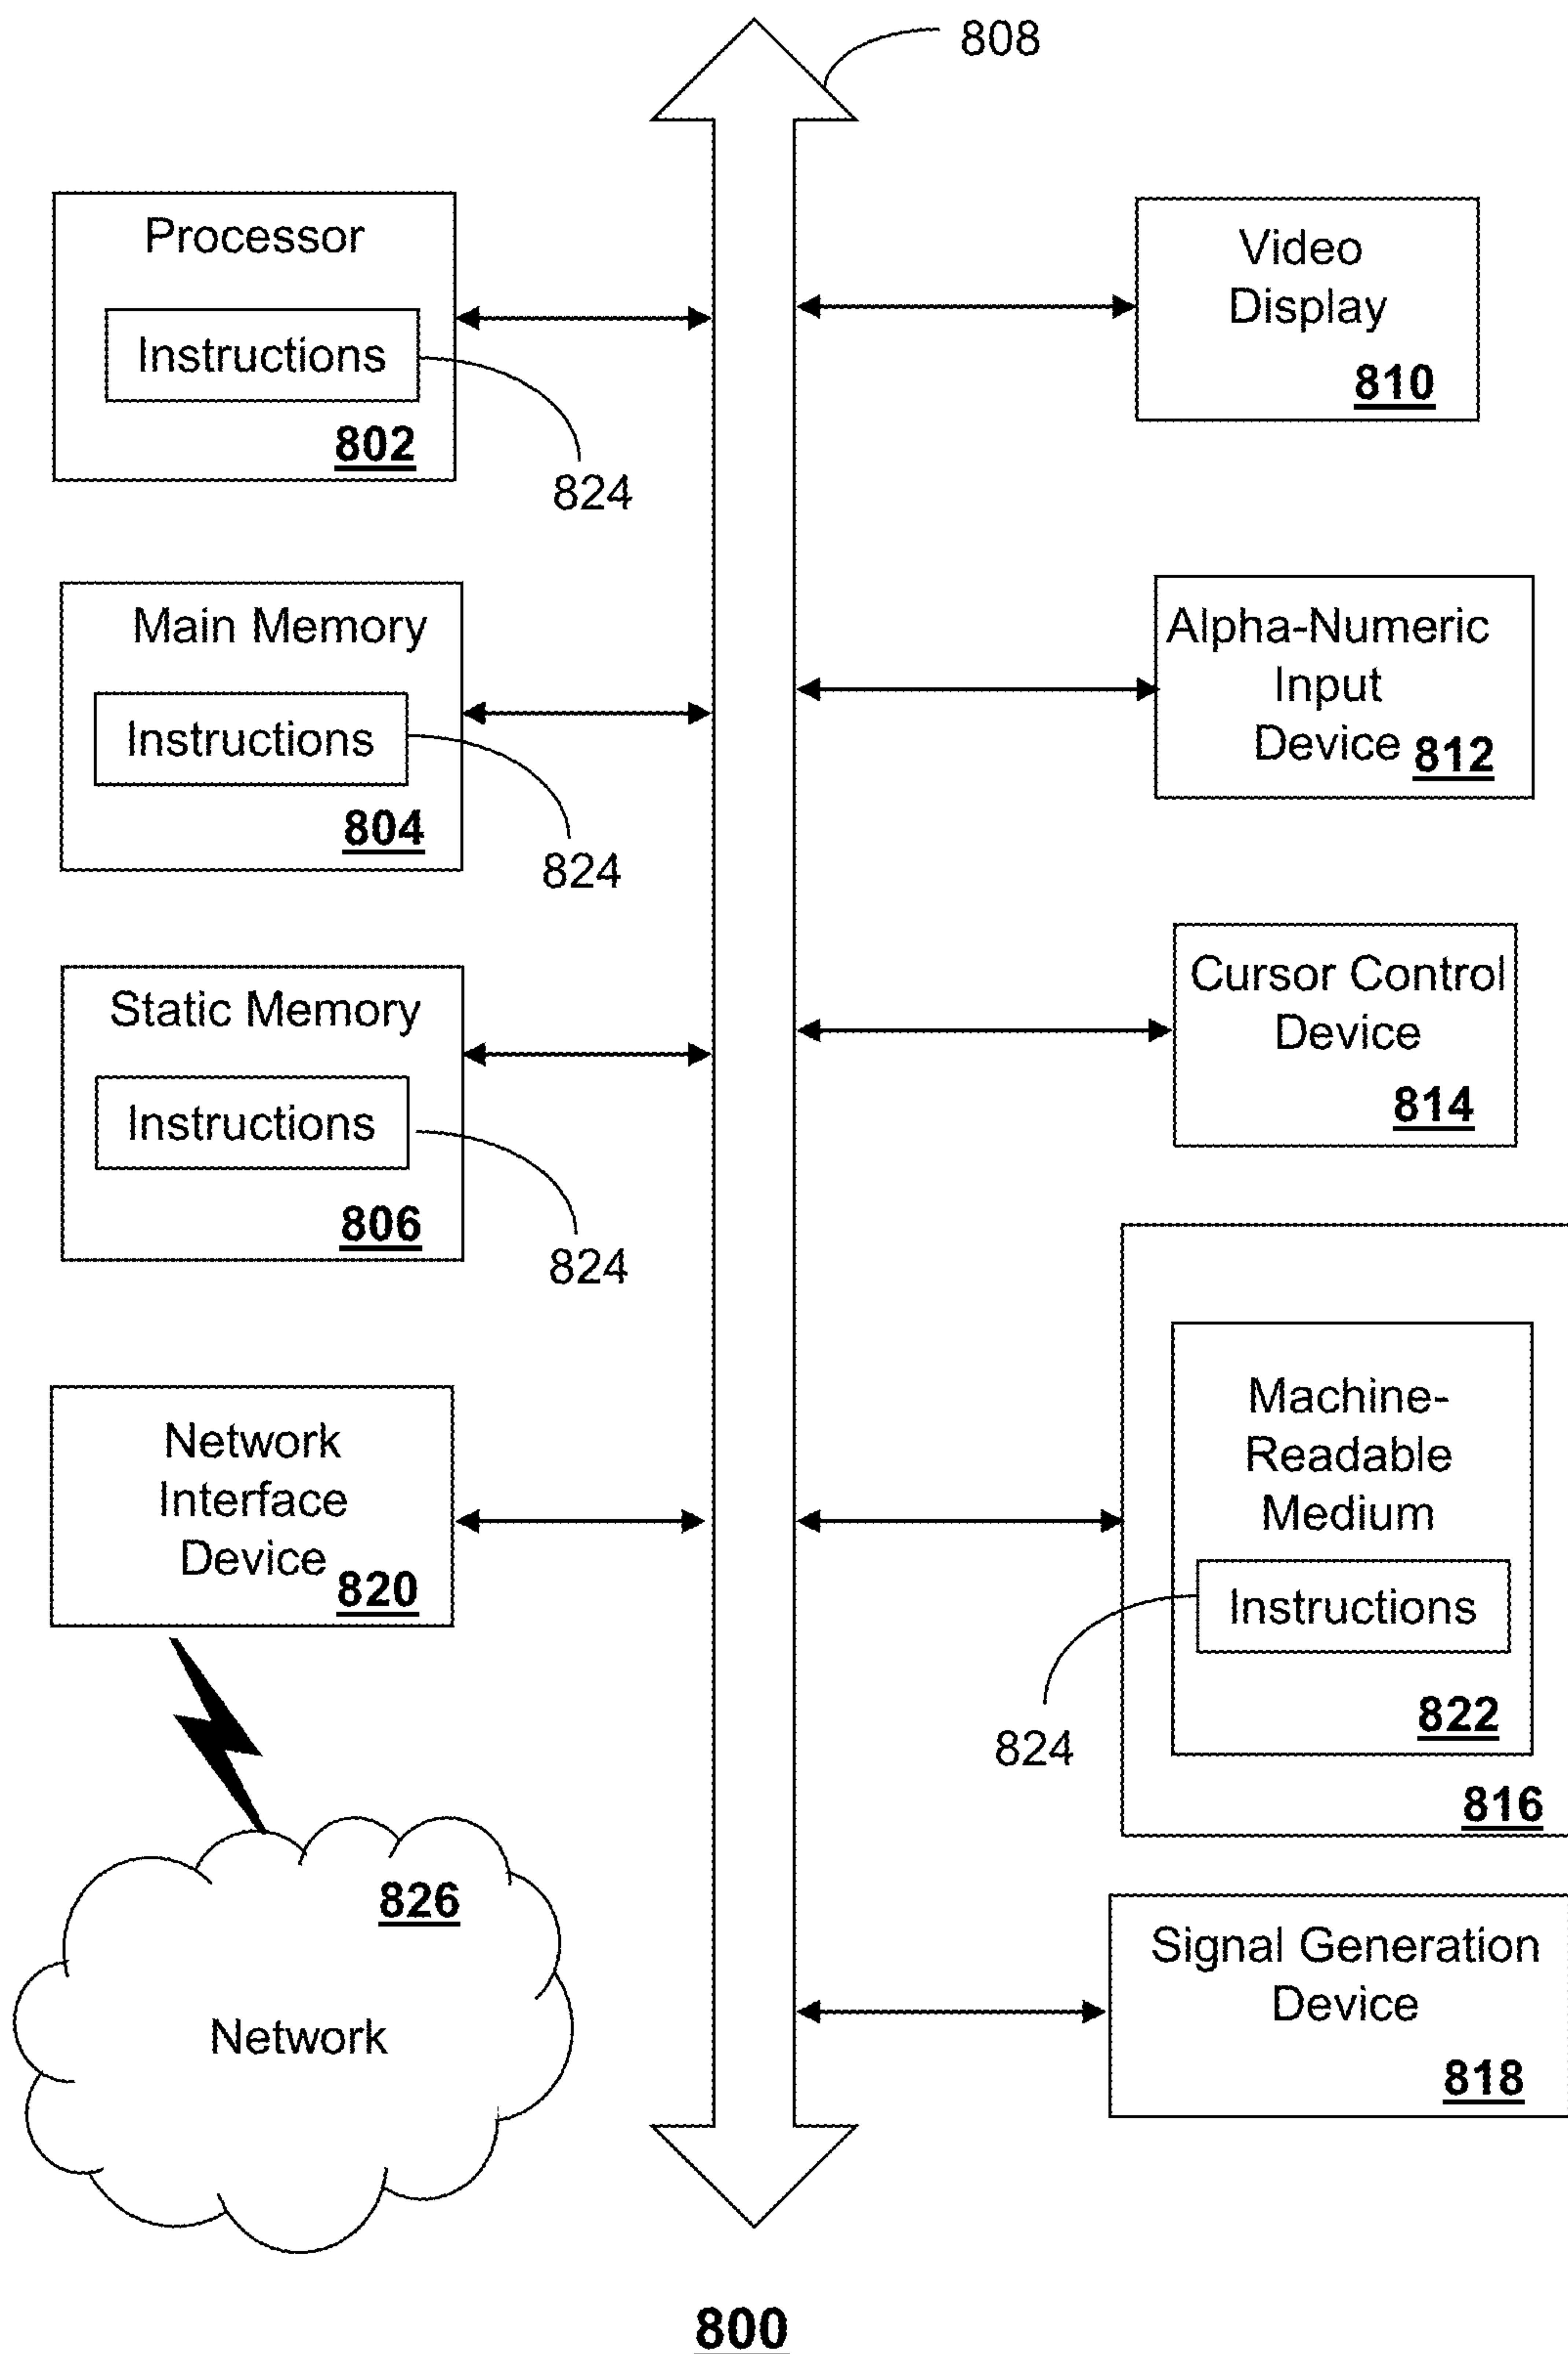 808
Processor
Instructions
802
824
Main Memory
Instructions
804
824
Static Memory
Instructions
806
824
Network
Interface
Device
820
826
Network
Video
Display
810
Alpha-Numeric
Input
Device 812
Cursor Control
Device
814
Machine-
Readable
Medium
Instructions
822
824
816
Signal Generation
Device
818
800